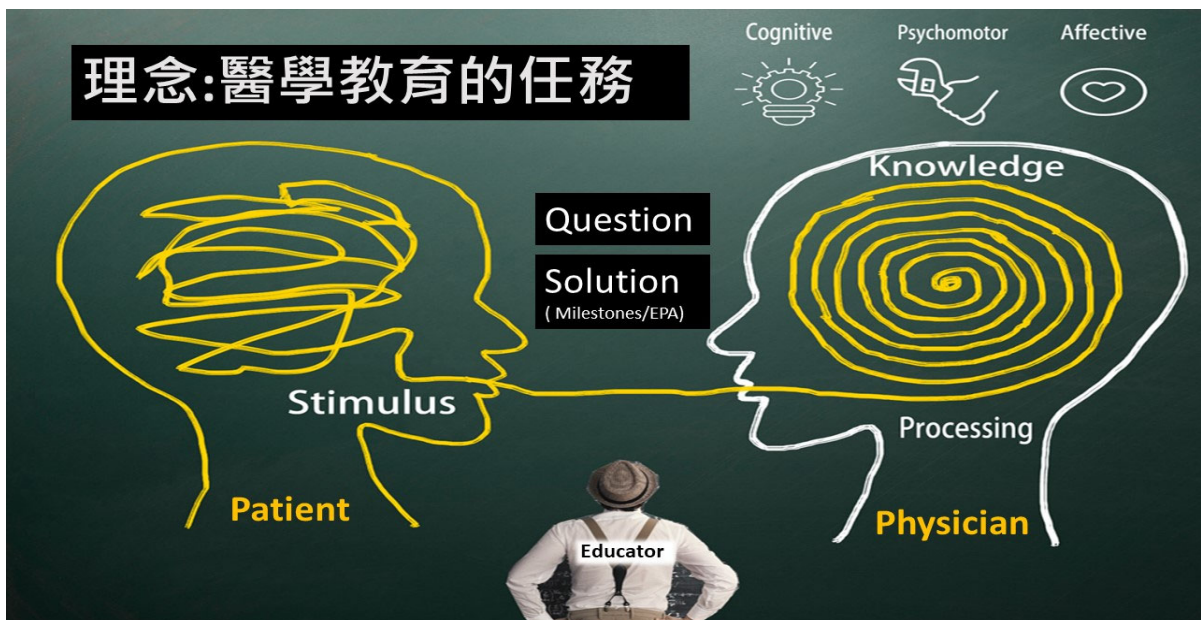 理念:醫學教育的任務
Cognitive
Psychomotor
Affective
Knowledge
Question
Solution
( Milestones/EPA)
Stimulus
Processing
Patient
Physician
Educator